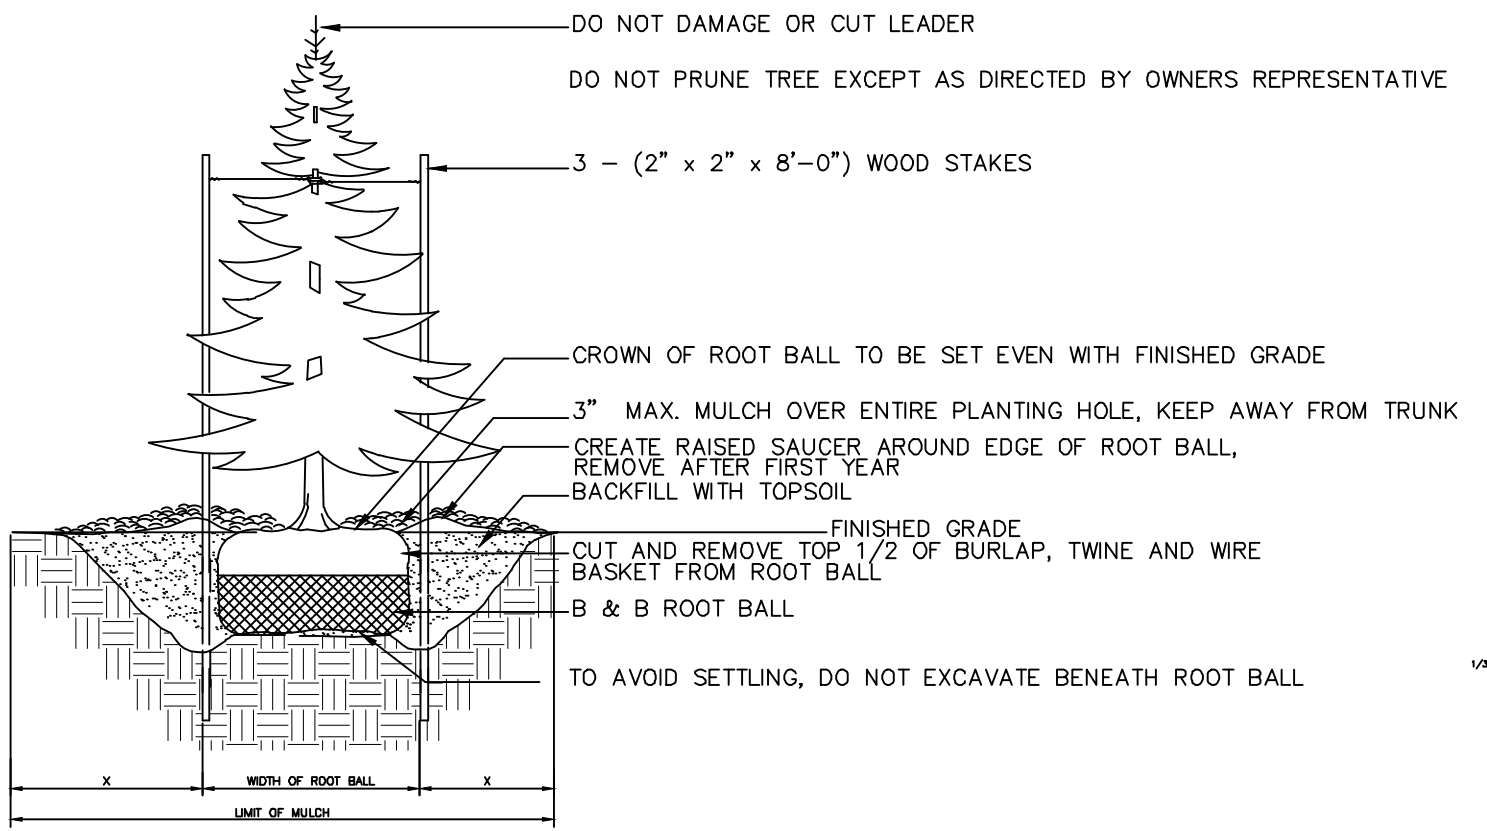 DO NOT DAMAGE OR CUT LEADER
DO NOT PRUNE TREE EXCEPT AS DIRECTED BY OWNERS REPRESENTATIVE
3 – (2" x 2" x 8'–0") WOOD STAKES
CROWN OF ROOT BALL TO BE SET EVEN WITH FINISHED GRADE
3" MAX. MULCH OVER ENTIRE PLANTING HOLE, KEEP AWAY FROM TRUNK
CREATE RAISED SAUCER AROUND EDGE OF ROOT BALL,
REMOVE AFTER FIRST YEAR
BACKFILL WITH TOPSOIL
FINISHED GRADE
CUT AND REMOVE TOP 1/2 OF BURLAP, TWINE AND WIRE
BASKET FROM ROOT BALL
B & B ROOT BALL
TO AVOID SETTLING, DO NOT EXCAVATE BENEATH ROOT BALL
1/3
X WIDTH OF ROOT BALL X
LIMIT OF MULCH